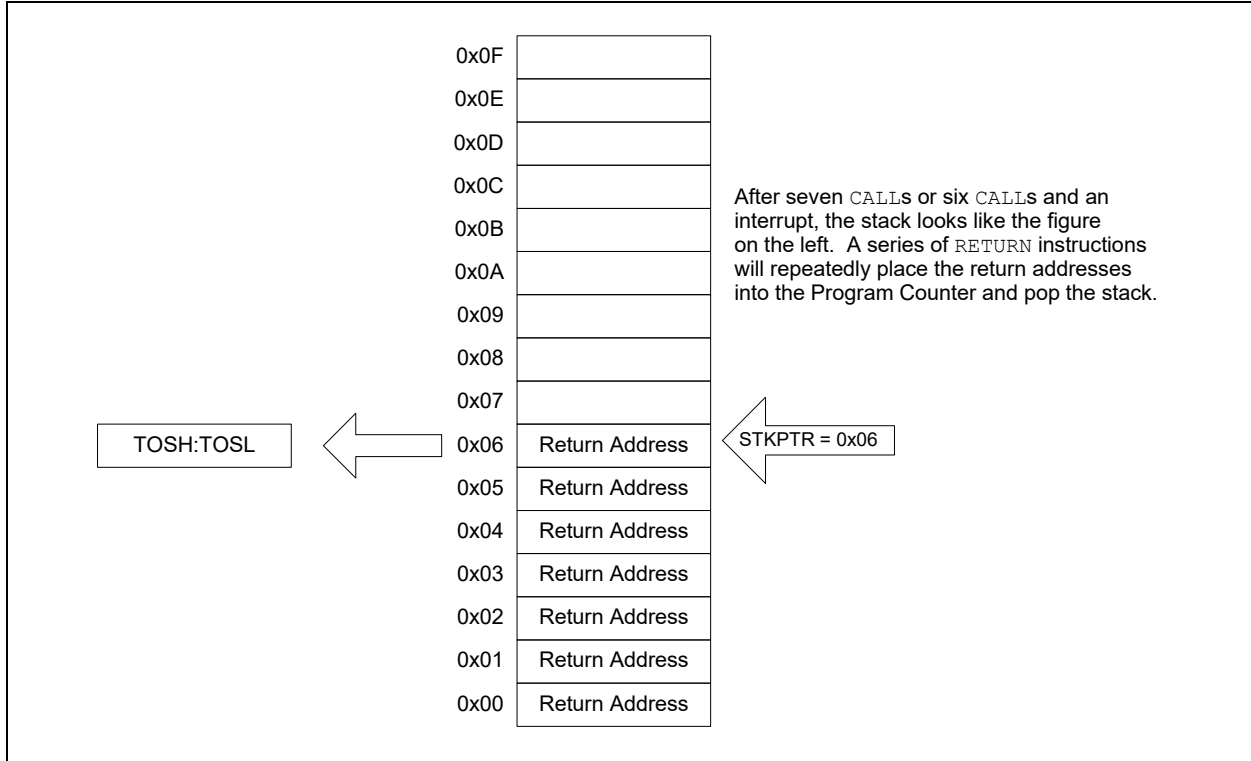 0x0F
0x0E
0x0D
0x0C
0x0B
0x0A
0x09
0x08
0x07
After seven CALLs or six CALLs and an
interrupt, the stack looks like the figure
on the left. A series of RETURN instructions
will repeatedly place the return addresses
into the Program Counter and pop the stack.
TOSH:TOSL
0x06 Return Address
STKPTR = 0x06
0x05 Return Address
0x04 Return Address
0x03 Return Address
0x02 Return Address
0x01 Return Address
0x00 Return Address